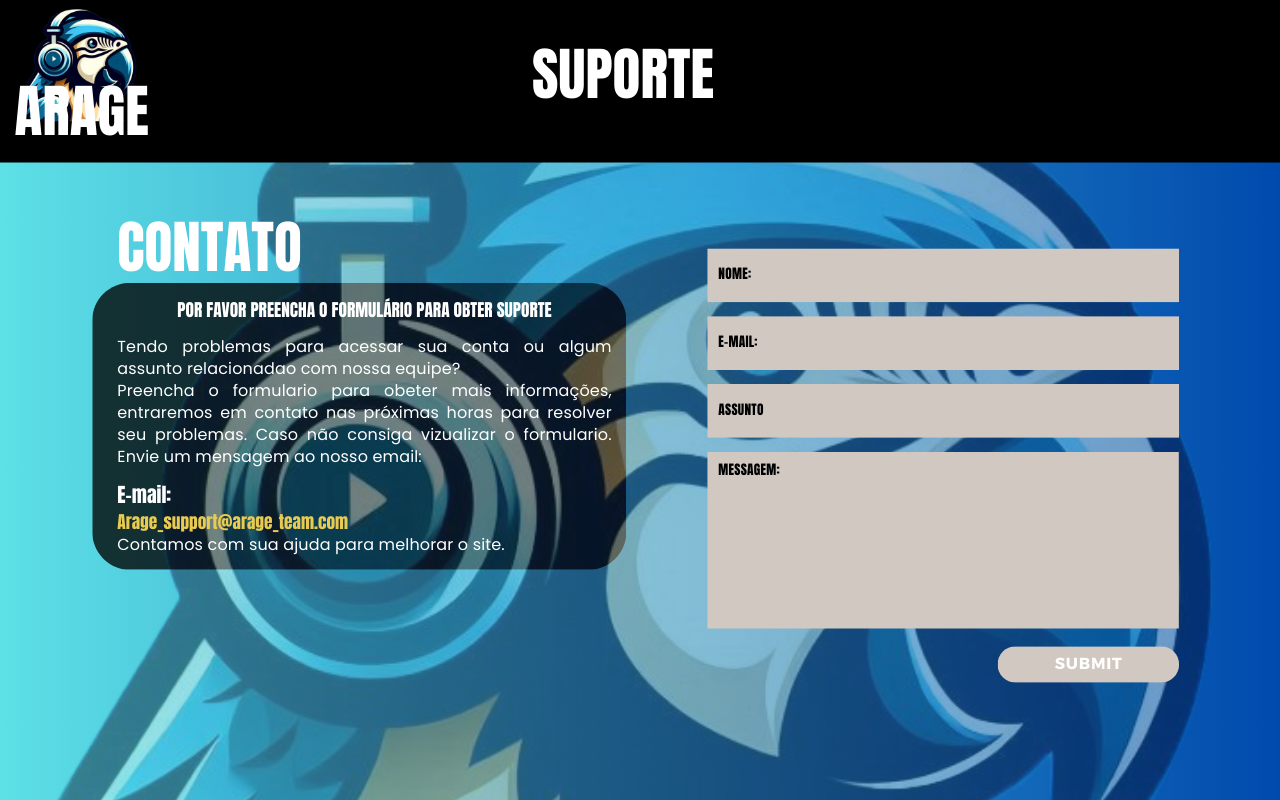 ARAGE
SUPORTE
CONTATO
POR FAVOR PREENCHA O FORMULÁRIO PARA OBTER SUPORTE
Tendo problemas para acessar sua conta ou algum
assunto relacionadao com nossa equipe?
Preencha o formulario para obeter mais informações,
entraremos em contato nas próximas horas para resolver
seu problemas. Caso não consiga vizualizar o formulario.
Envie um mensagem ao nosso email:
E-mail:
Arage_support@arage_team.com
Contamos com sua ajuda para melhorar o site.
NOME:
E-MAIL:
ASSUNTO
MESSAGEM:
SUBMIT